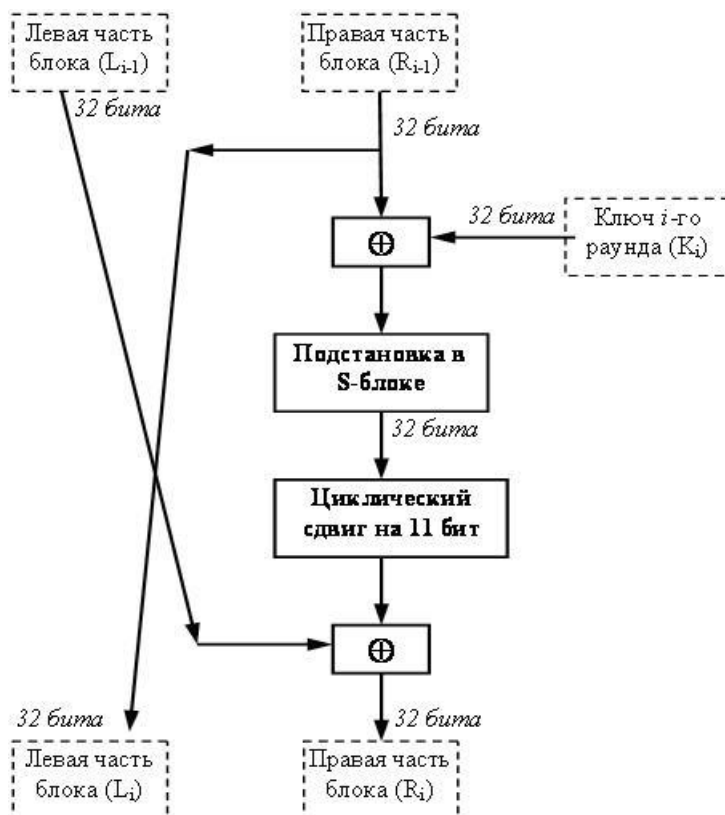 Левая часть
блока (Li-1)
Правая часть
блока (Ri-1)
32 бита
32 бита
32 бита
Ключ i-го
раунда (Ki)
⊕
Подстановка в
S-блоке
32 бита
Циклический
сдвиг на 11 бит
⊕
32 бита
32 бита
Левая часть
блока (Li)
Правая часть
блока (Ri)